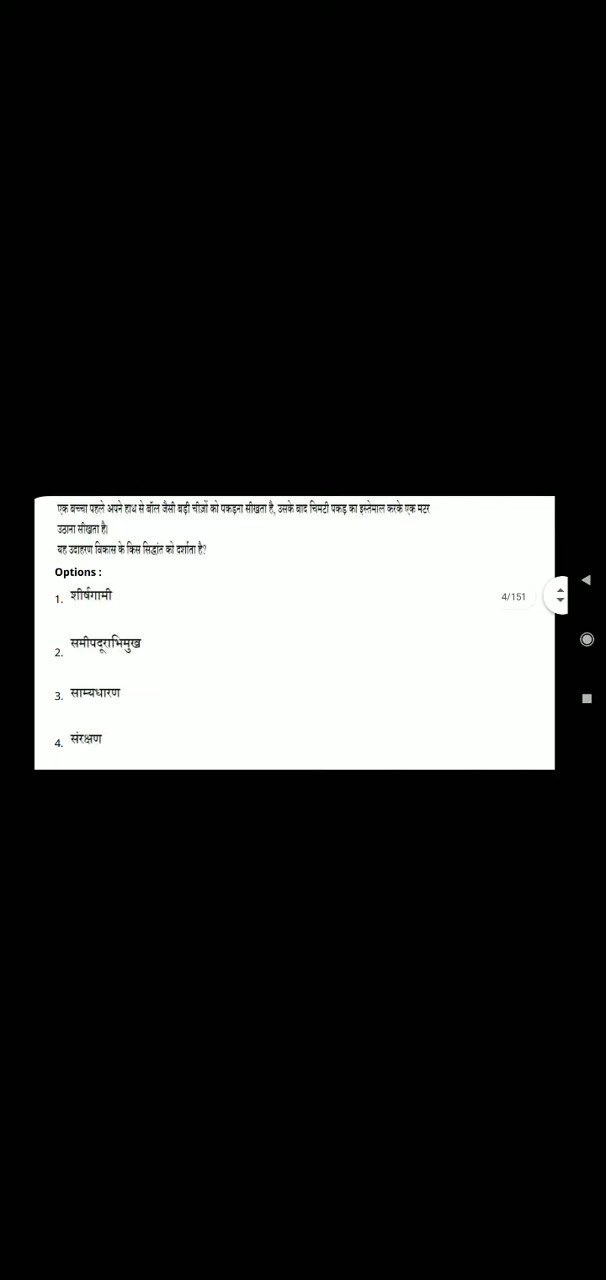 एक बच्चा पहले अपने हाथ से बॉल जैसी बड़ी चीज़ों को पकड़ना सीखता है, उसके बाद चिमटी पकड़ का इस्तेमाल करके एक मटर
उठाना सीखता है।
यह उदाहरण विकास के किस सिद्धांत को दर्शाता है?
Options :
1. शीर्षगामी
4/151
2. समीपदूराभिमुख
3. साम्यधारण
4. संरक्षण